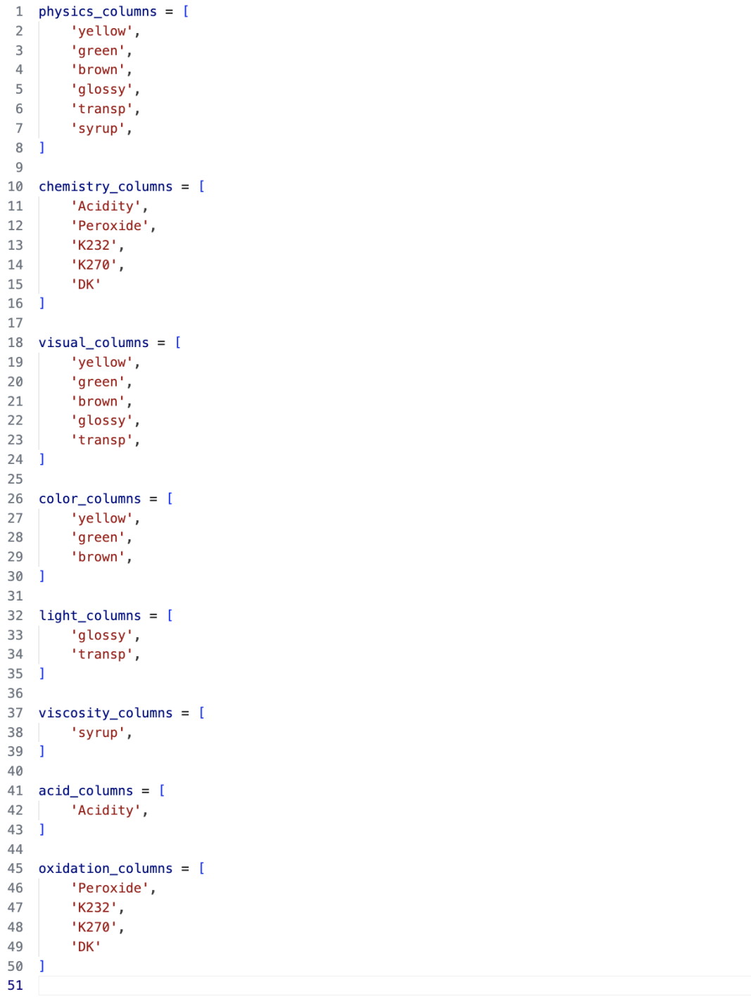 1 physics_columns = [
2     'yellow',
3     'green',
4     'brown',
5     'glossy',
6     'transp',
7     'syrup',
8 ]
9
10 chemistry_columns = [
11     'Acidity',
12     'Peroxide',
13     'K232',
14     'K270',
15     'DK'
16 ]
17
18 visual_columns = [
19     'yellow',
20     'green',
21     'brown',
22     'glossy',
23     'transp',
24 ]
25
26 color_columns = [
27     'yellow',
28     'green',
29     'brown',
30 ]
31
32 light_columns = [
33     'glossy',
34     'transp',
35 ]
36
37 viscosity_columns = [
38     'syrup',
39 ]
40
41 acid_columns = [
42     'Acidity',
43 ]
44
45 oxidation_columns = [
46     'Peroxide',
47     'K232',
48     'K270',
49     'DK'
50 ]
51